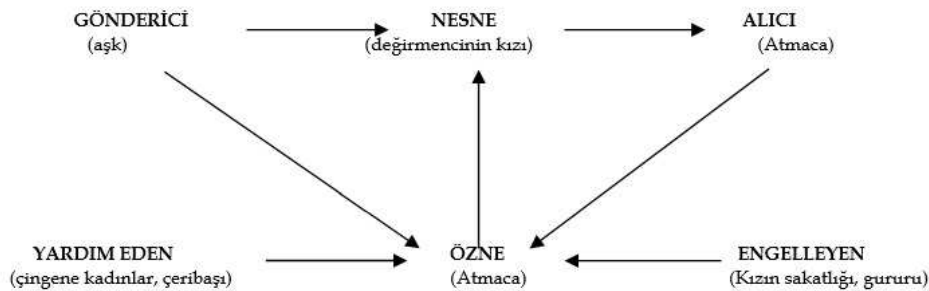 GÖNDERİCİ
(aşk)
NESNE
(değirmencinin kızı)
ALICI
(Atmaca)
YARDIM EDEN
(çingene kadınlar, çeribaşı)
ÖZNE
(Atmaca)
ENGELLEYEN
(Kızın sakatlığı, gururu)